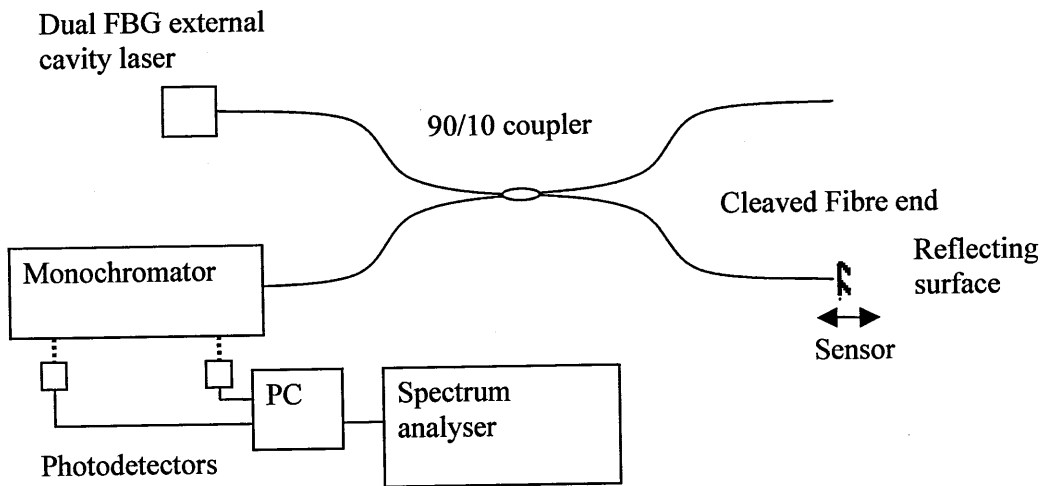 Dual FBG external
cavity laser
90/10 coupler
Cleaved Fibre end
Reflecting
surface
Monochromator
Sensor
PC
Spectrum
analyser
Photodetectors